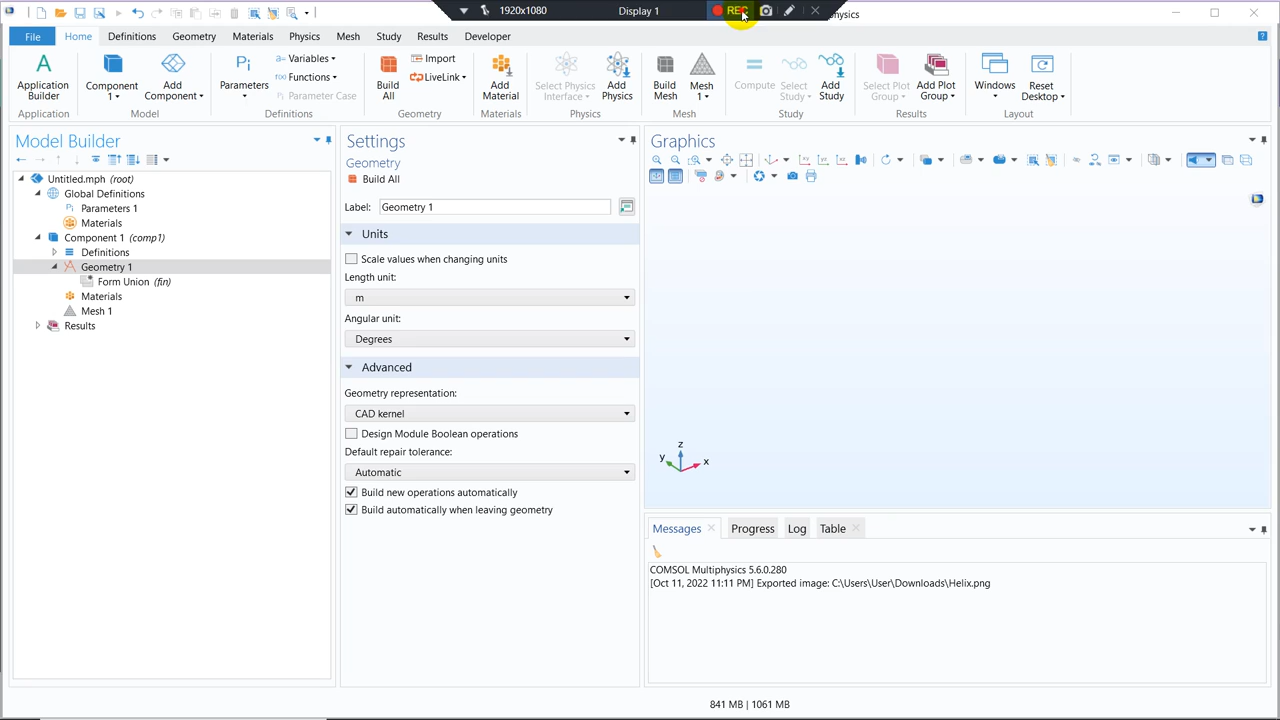 1920x1080
Display 1
REC
physics
File
Home
Definitions
Geometry
Materials
Physics
Mesh
Study
Results
Developer
Application Builder
Application
Component 1
Add Component
Model
Pi
Parameters
a= Variables
f(x) Functions
Pi Parameter Case
Definitions
Build All
Import
LiveLink
Geometry
Add Material
Materials
Select Physics Interface
Add Physics
Physics
Build Mesh
Mesh 1
Mesh
Compute
Select Study
Add Study
Study
Select Plot Group
Add Plot Group
Results
Windows
Reset Desktop
Layout
Model Builder
Untitled.mph (root)
Global Definitions
Pi Parameters 1
Materials
Component 1 (comp1)
Definitions
Geometry 1
Form Union (fin)
Materials
Mesh 1
Results
Settings
Geometry
Build All
Label: Geometry 1
Units
Scale values when changing units
Length unit:
m
Angular unit:
Degrees
Advanced
Geometry representation:
CAD kernel
Design Module Boolean operations
Default repair tolerance:
Automatic
Build new operations automatically
Build automatically when leaving geometry
Graphics
z
y
x
Messages
Progress
Log
Table
COMSOL Multiphysics 5.6.0.280
[Oct 11, 2022 11:11 PM] Exported image: C:\Users\User\Downloads\Helix.png
841 MB | 1061 MB